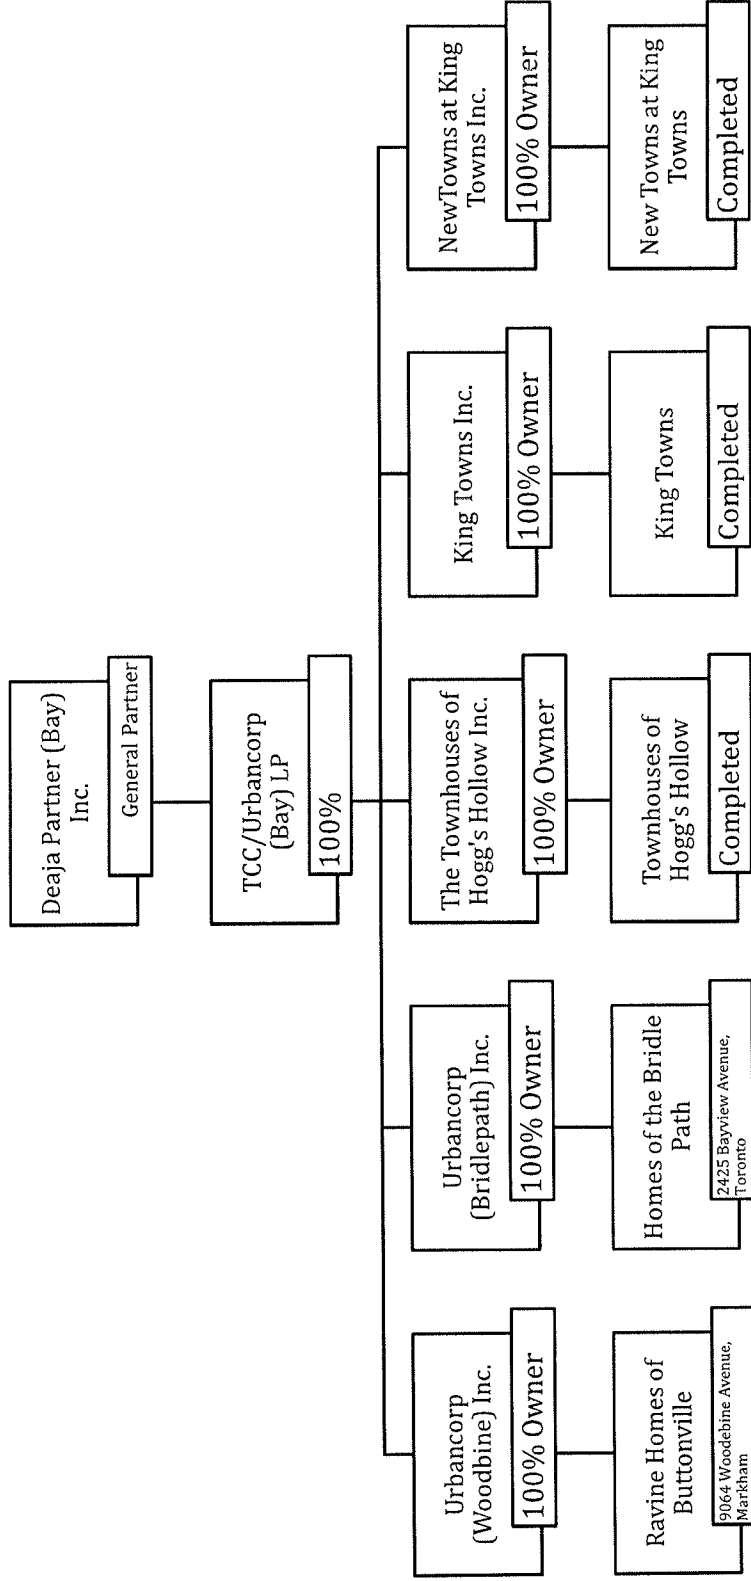 Deaja Partner (Bay)
Inc.
General Partner
TCC/Urbancorp
(Bay) LP
100%
Urbancorp
(Woodbine) Inc.
100% Owner
Urbancorp
(Bridlepath) Inc.
100% Owner
The Townhouses of
Hogg's Hollow Inc.
100% Owner
King Towns Inc.
100% Owner
NewTowns at King
Towns Inc.
100% Owner
Ravine Homes of
Buttonville
9064 Woodebine Avenue,
Markham
Homes of the Bridle
Path
2425 Bayview Avenue,
Toronto
Townhouses of
Hogg's Hollow
Completed
King Towns
Completed
New Towns at King
Towns
Completed